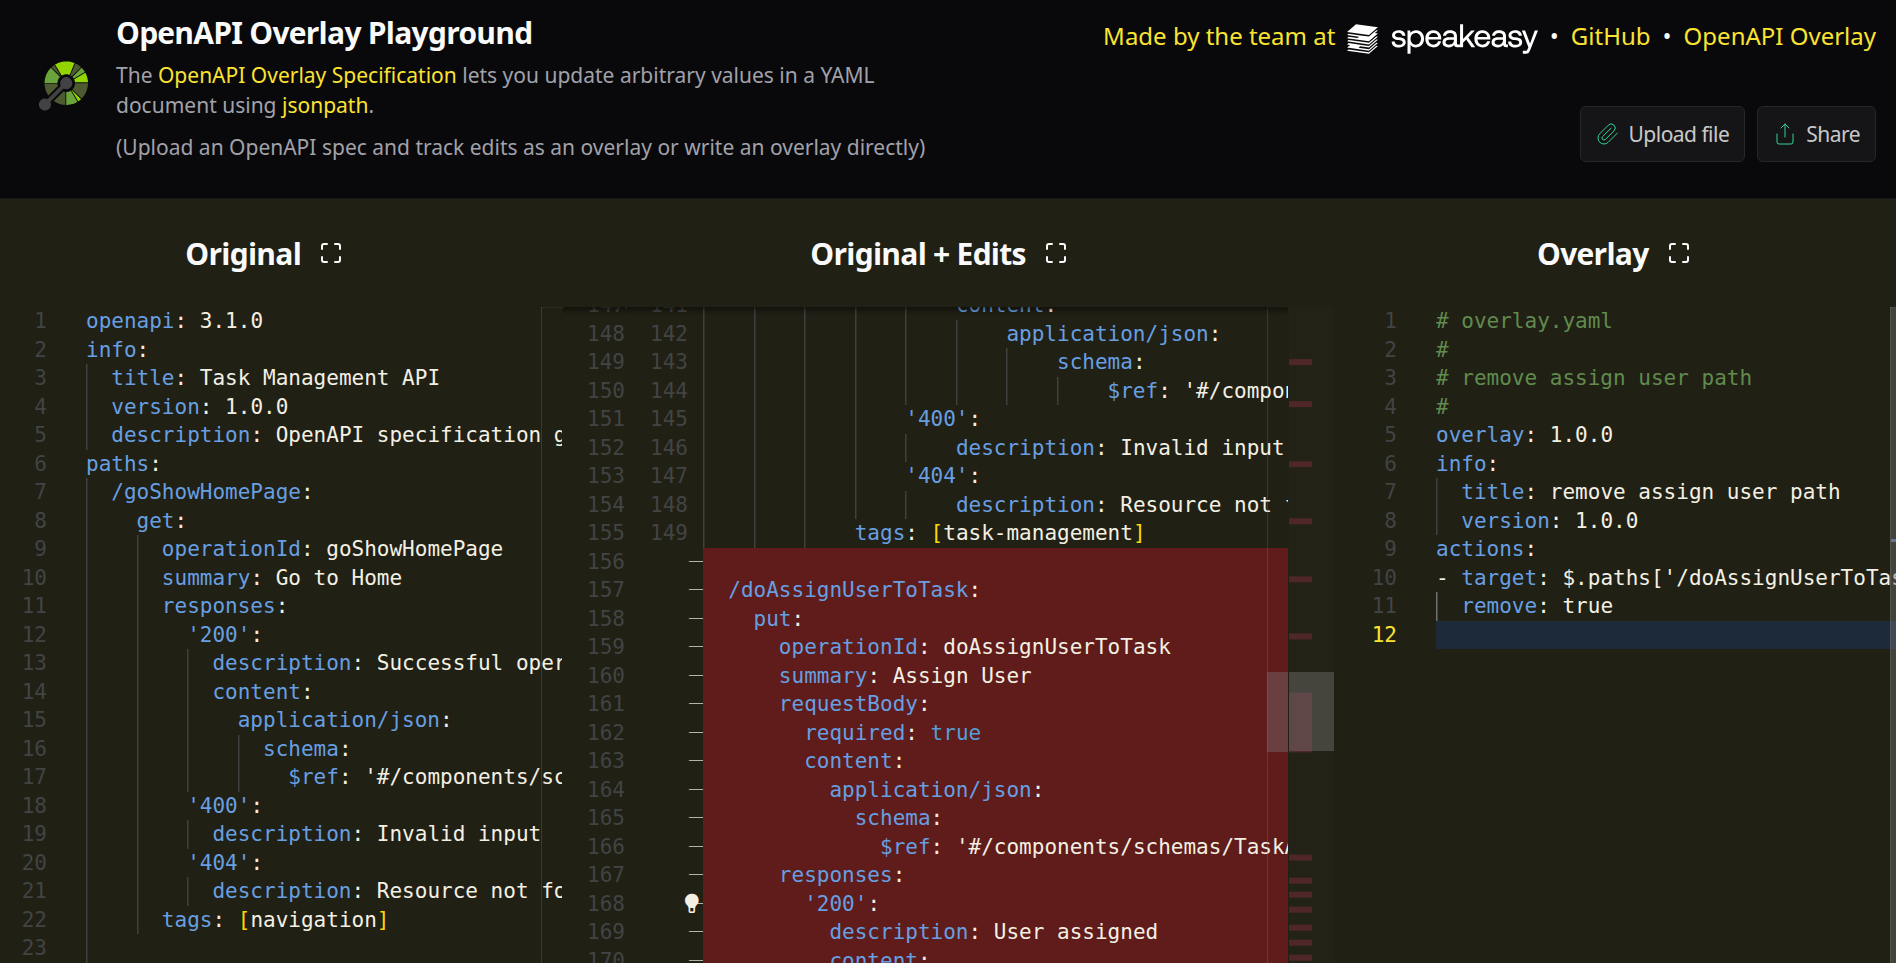 OpenAPI Overlay Playground
The OpenAPI Overlay Specification lets you update arbitrary values in a YAML
document using jsonpath.
(Upload an OpenAPI spec and track edits as an overlay or write an overlay directly)
Made by the team at speakeasy • GitHub • OpenAPI Overlay
Upload file
Share
Original
1 openapi: 3.1.0
2 info:
3 title: Task Management API
4 version: 1.0.0
5 description: OpenAPI specification g
6 paths:
7 /goShowHomePage:
8 get:
9 operationId: goShowHomePage
10 summary: Go to Home
11 responses:
12 '200':
13 description: Successful oper
14 content:
15 application/json:
16 schema:
17 $ref: '#/components/sc
18 '400':
19 description: Invalid input
20 '404':
21 description: Resource not fo
22 tags: [navigation]
23
Original + Edits
147 141 content:
148 142 application/json:
149 143 schema:
150 144 $ref: '#/compo
151 145 '400':
152 146 description: Invalid input
153 147 '404':
154 148 description: Resource not
155 149 tags: [task-management]
156 —
157 — /doAssignUserToTask:
158 — put:
159 — operationId: doAssignUserToTask
160 — summary: Assign User
161 — requestBody:
162 — required: true
163 — content:
164 — application/json:
165 — schema:
166 — $ref: '#/components/schemas/TaskA
167 — responses:
168 — '200':
169 — description: User assigned
170 — content:
Overlay
1 # overlay.yaml
2 #
3 # remove assign user path
4 #
5 overlay: 1.0.0
6 info:
7 title: remove assign user path
8 version: 1.0.0
9 actions:
10 - target: $.paths['/doAssignUserToTas
11 remove: true
12